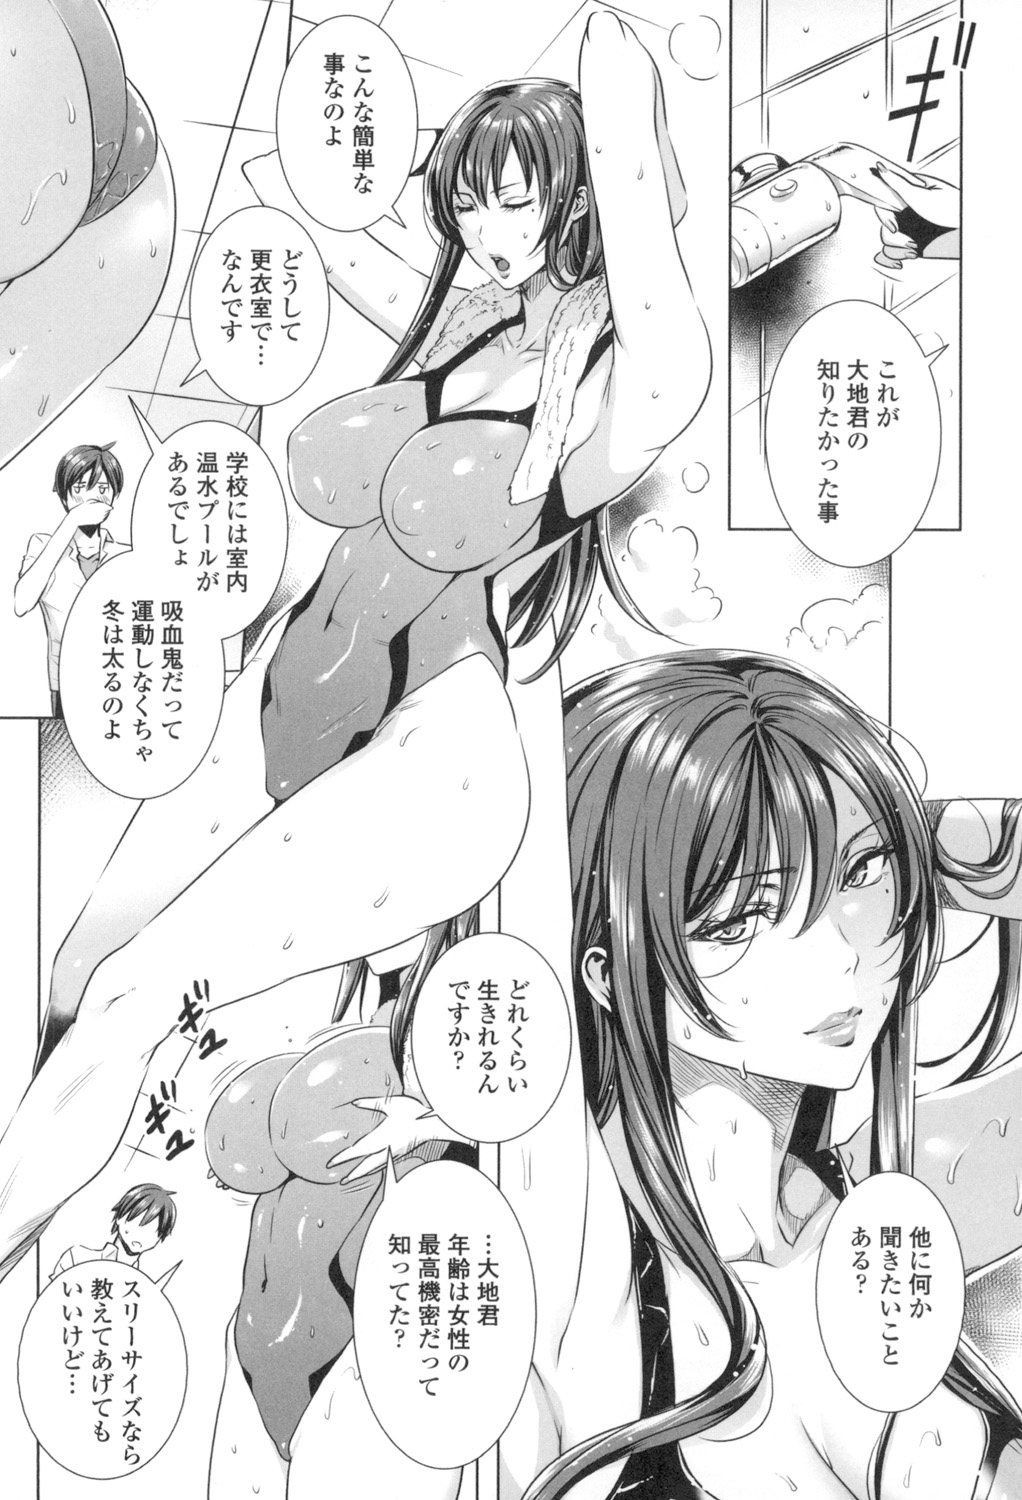 ギ
これが
大地君の
知りたかった事
こんな簡単な
事なのよ
どうして
更衣室で…
なんです
学校には室内
温水プールが
あるでしょ
吸血鬼だって
運動しなくちゃ
冬は太るのよ
他に何か
聞きたいこと
ある?
どれくらい
生きれるん
ですか?
…大地君
年齢は女性の
最高機密だって
知ってた?
ギュ
ギュ
スリーサイズなら
教えてあげても
いいけど…